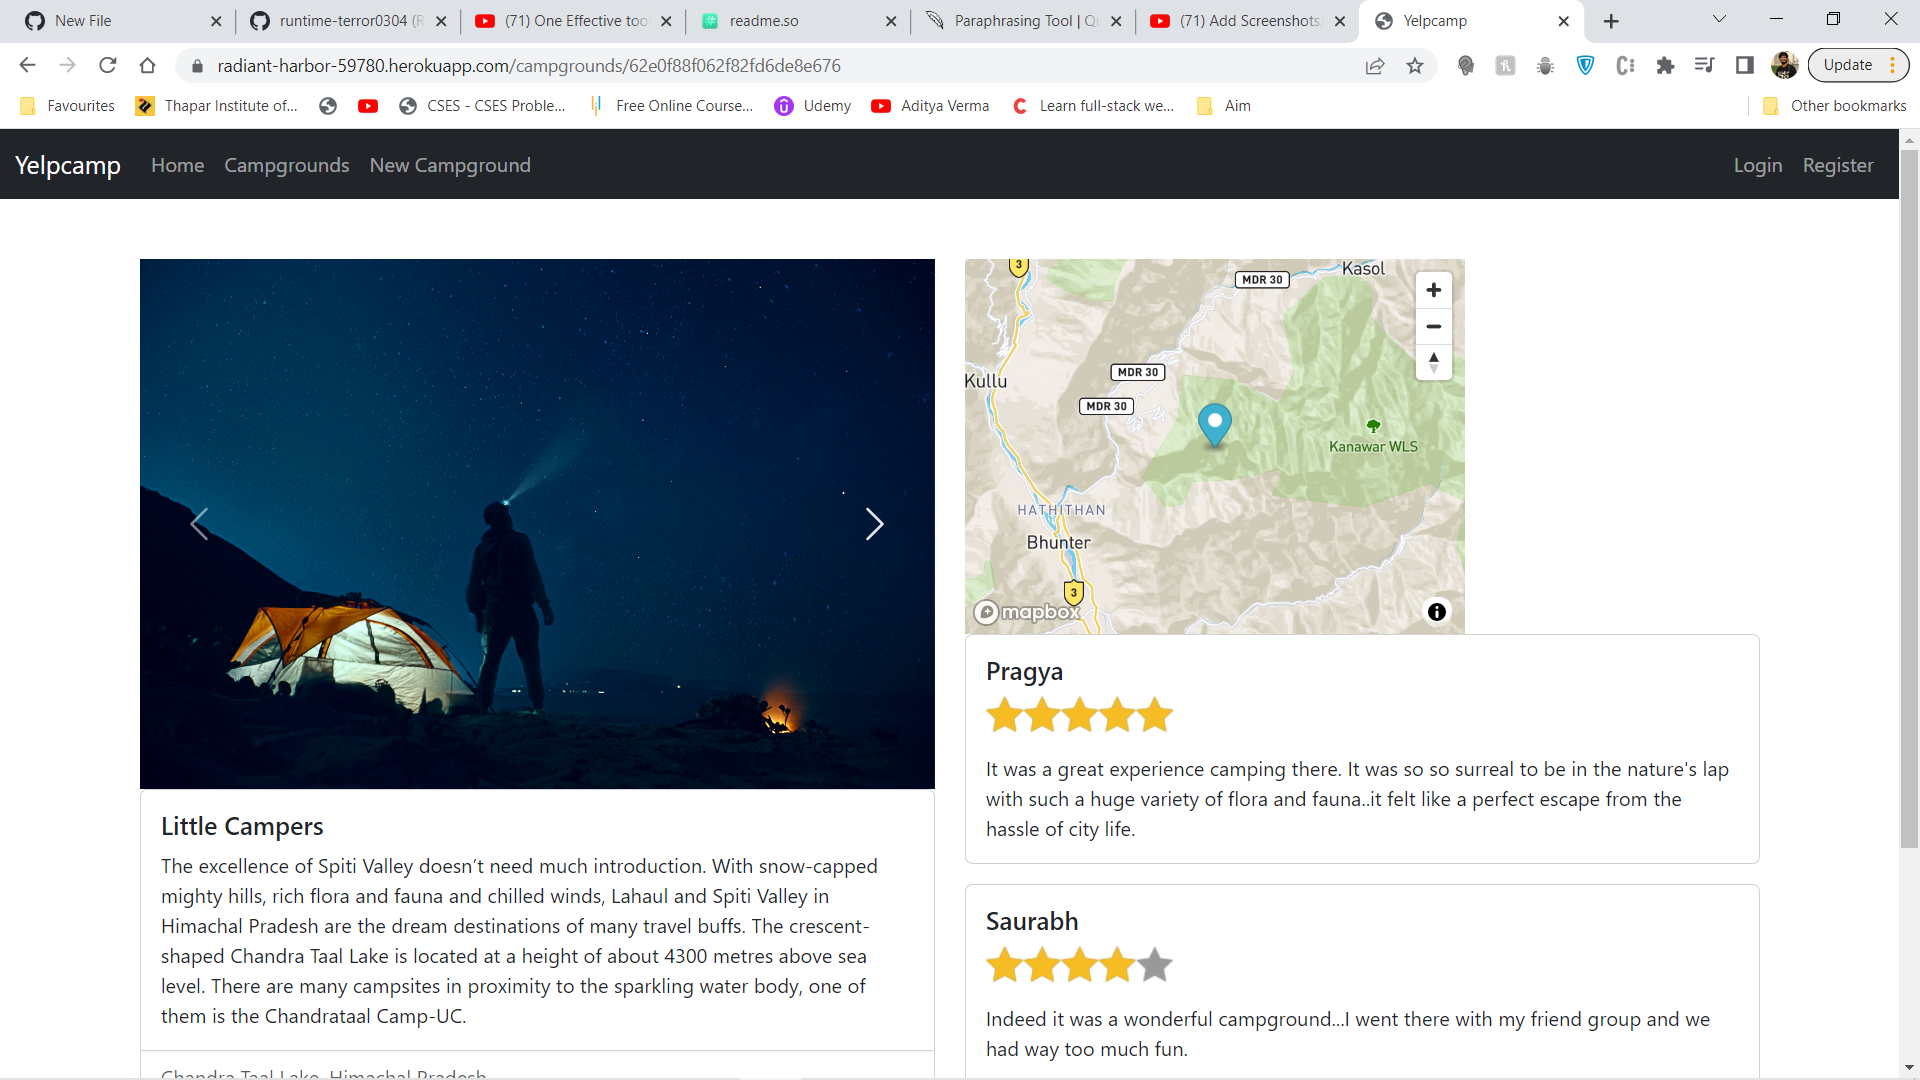 New File
runtime-terror0304 (R
(71) One Effective too
readme.so
Paraphrasing Tool | Qu
(71) Add Screenshots,
Yelpcamp
radiant-harbor-59780.herokuapp.com/campgrounds/62e0f88f062f82fd6de8e676
Update
Favourites
Thapar Institute of...
CSES - CSES Proble...
Free Online Course...
Udemy
Aditya Verma
Learn full-stack we...
Aim
Other bookmarks
Yelpcamp
Home
Campgrounds
New Campground
Login
Register
3
MDR 30
Kasol
Kullu
MDR 30
MDR 30
Kanawar WLS
HATHITHAN
Bhunter
3
mapbox
Little Campers
The excellence of Spiti Valley doesn’t need much introduction. With snow-capped
mighty hills, rich flora and fauna and chilled winds, Lahaul and Spiti Valley in
Himachal Pradesh are the dream destinations of many travel buffs. The crescent-
shaped Chandra Taal Lake is located at a height of about 4300 metres above sea
level. There are many campsites in proximity to the sparkling water body, one of
them is the Chandrataal Camp-UC.
Chandra Taal Lake, Himachal Pradesh
Pragya
It was a great experience camping there. It was so so surreal to be in the nature's lap
with such a huge variety of flora and fauna..it felt like a perfect escape from the
hassle of city life.
Saurabh
Indeed it was a wonderful campground...I went there with my friend group and we
had way too much fun.